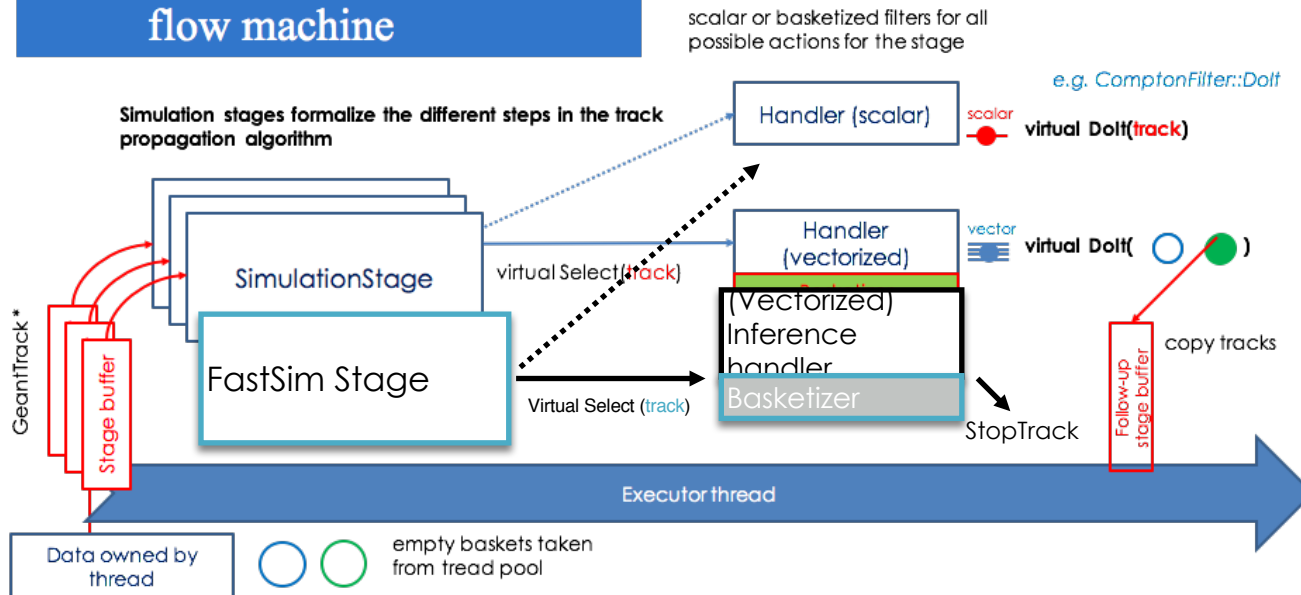 flow machine
scalar or basketized filters for all
possible actions for the stage
e.g. ComptonFilter::DoIt
Simulation stages formalize the different steps in the track
propagation algorithm
Handler (scalar)
scalar
virtual DoIt(track)
Handler
(vectorized)
vector
virtual DoIt( )
SimulationStage
virtual Select(track)
(Vectorized)
Inference
handler
FastSim Stage
Virtual Select (track)
Basketizer
StopTrack
GeantTrack*
Stage buffer
copy tracks
Follow-up
stage buffer
Executor thread
Data owned by
thread
empty baskets taken
from tread pool